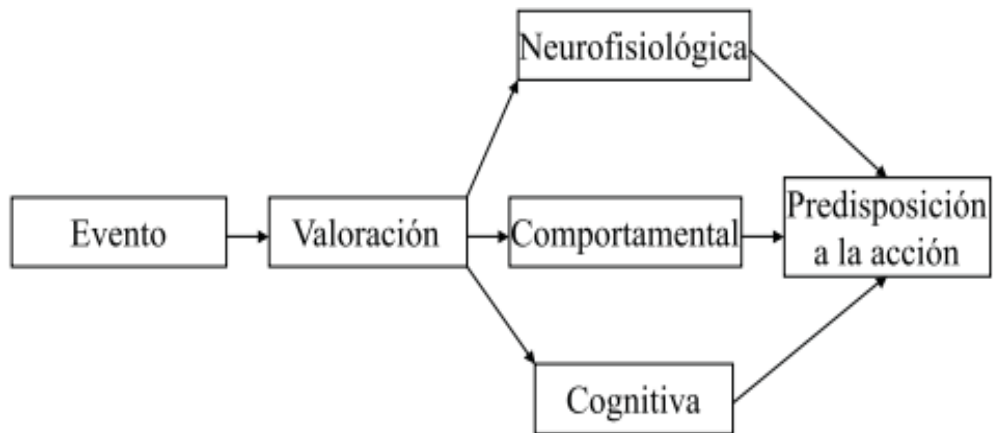 Neurofisiológica
Evento
Valoración
Comportamental
Predisposición
a la acción
Cognitiva